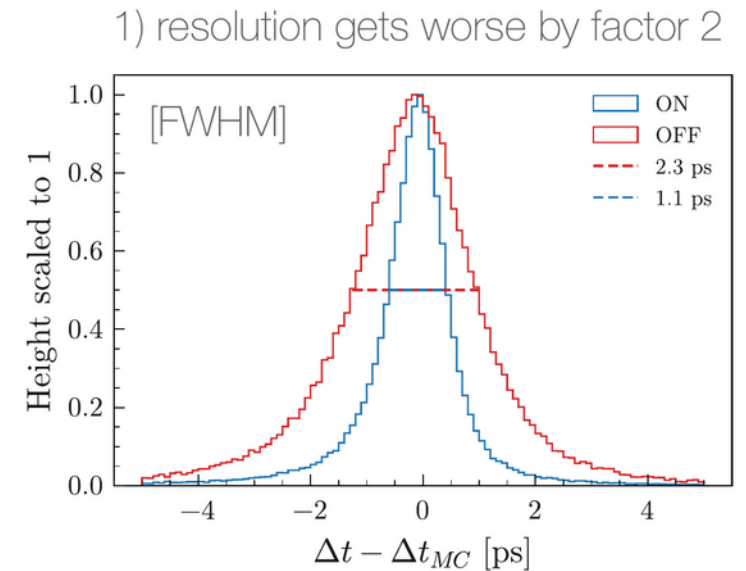 1) resolution gets worse by factor 2
[FWHM]
ON
OFF
2.3 ps
1.1 ps
Height scaled to 1
1.0
0.8
0.6
0.4
0.2
0.0
−4 −2 0 2 4
Δt − Δt_MC [ps]